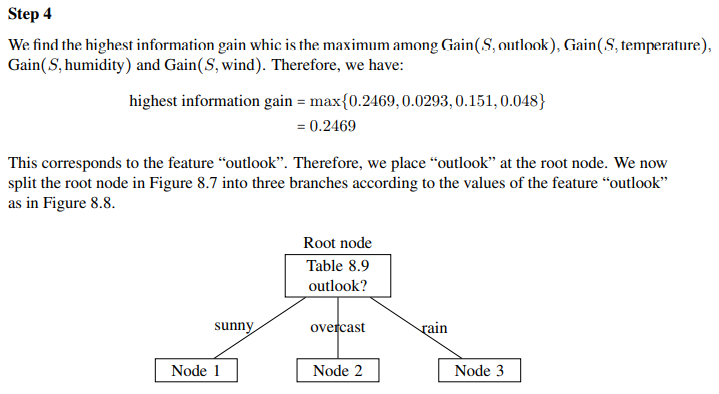 Step 4
We find the highest information gain whic is the maximum among Gain(S, outlook), Gain(S, temperature),
Gain(S, humidity) and Gain(S, wind). Therefore, we have:
highest information gain = max{0.2469, 0.0293, 0.151, 0.048}
= 0.2469
This corresponds to the feature “outlook”. Therefore, we place “outlook” at the root node. We now
split the root node in Figure 8.7 into three branches according to the values of the feature “outlook”
as in Figure 8.8.
Root node
Table 8.9
outlook?
sunny overcast rain
Node 1 Node 2 Node 3